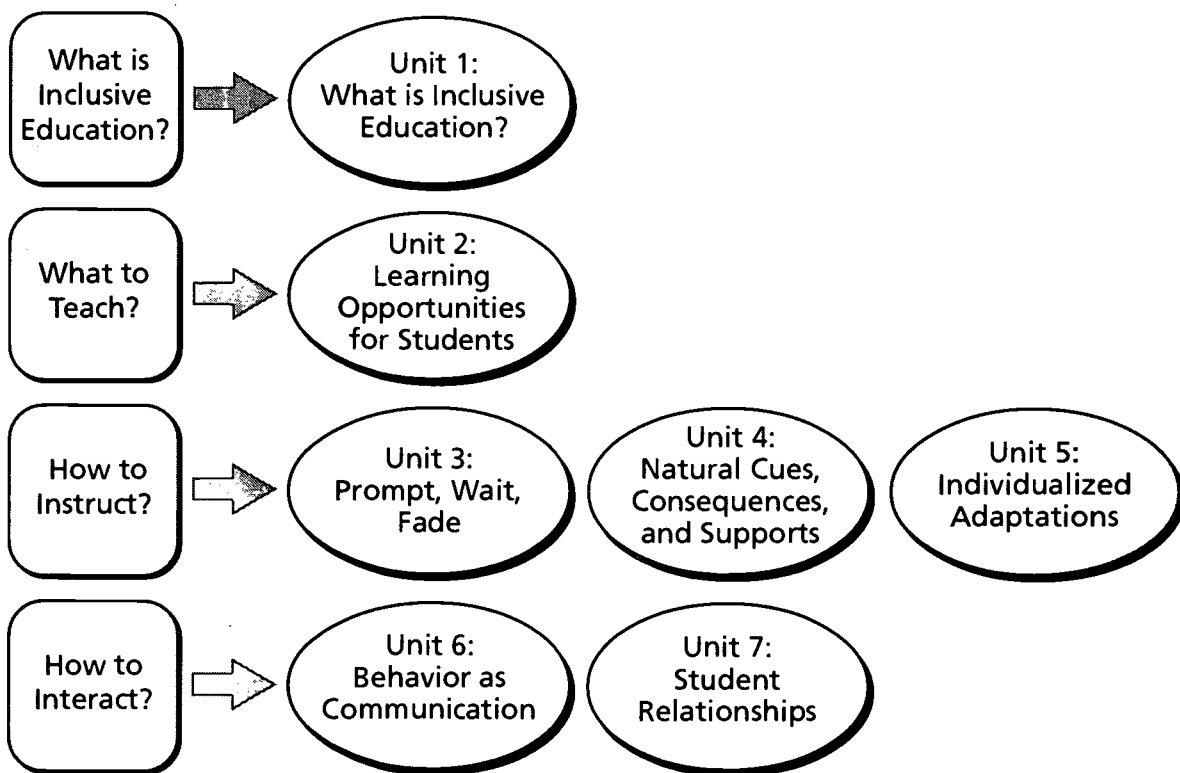 What is
Inclusive
Education?
Unit 1:
What is Inclusive
Education?
What to
Teach?
Unit 2:
Learning
Opportunities
for Students
How to
Instruct?
Unit 3:
Prompt, Wait,
Fade
Unit 4:
Natural Cues,
Consequences,
and Supports
Unit 5:
Individualized
Adaptations
How to
Interact?
Unit 6:
Behavior as
Communication
Unit 7:
Student
Relationships